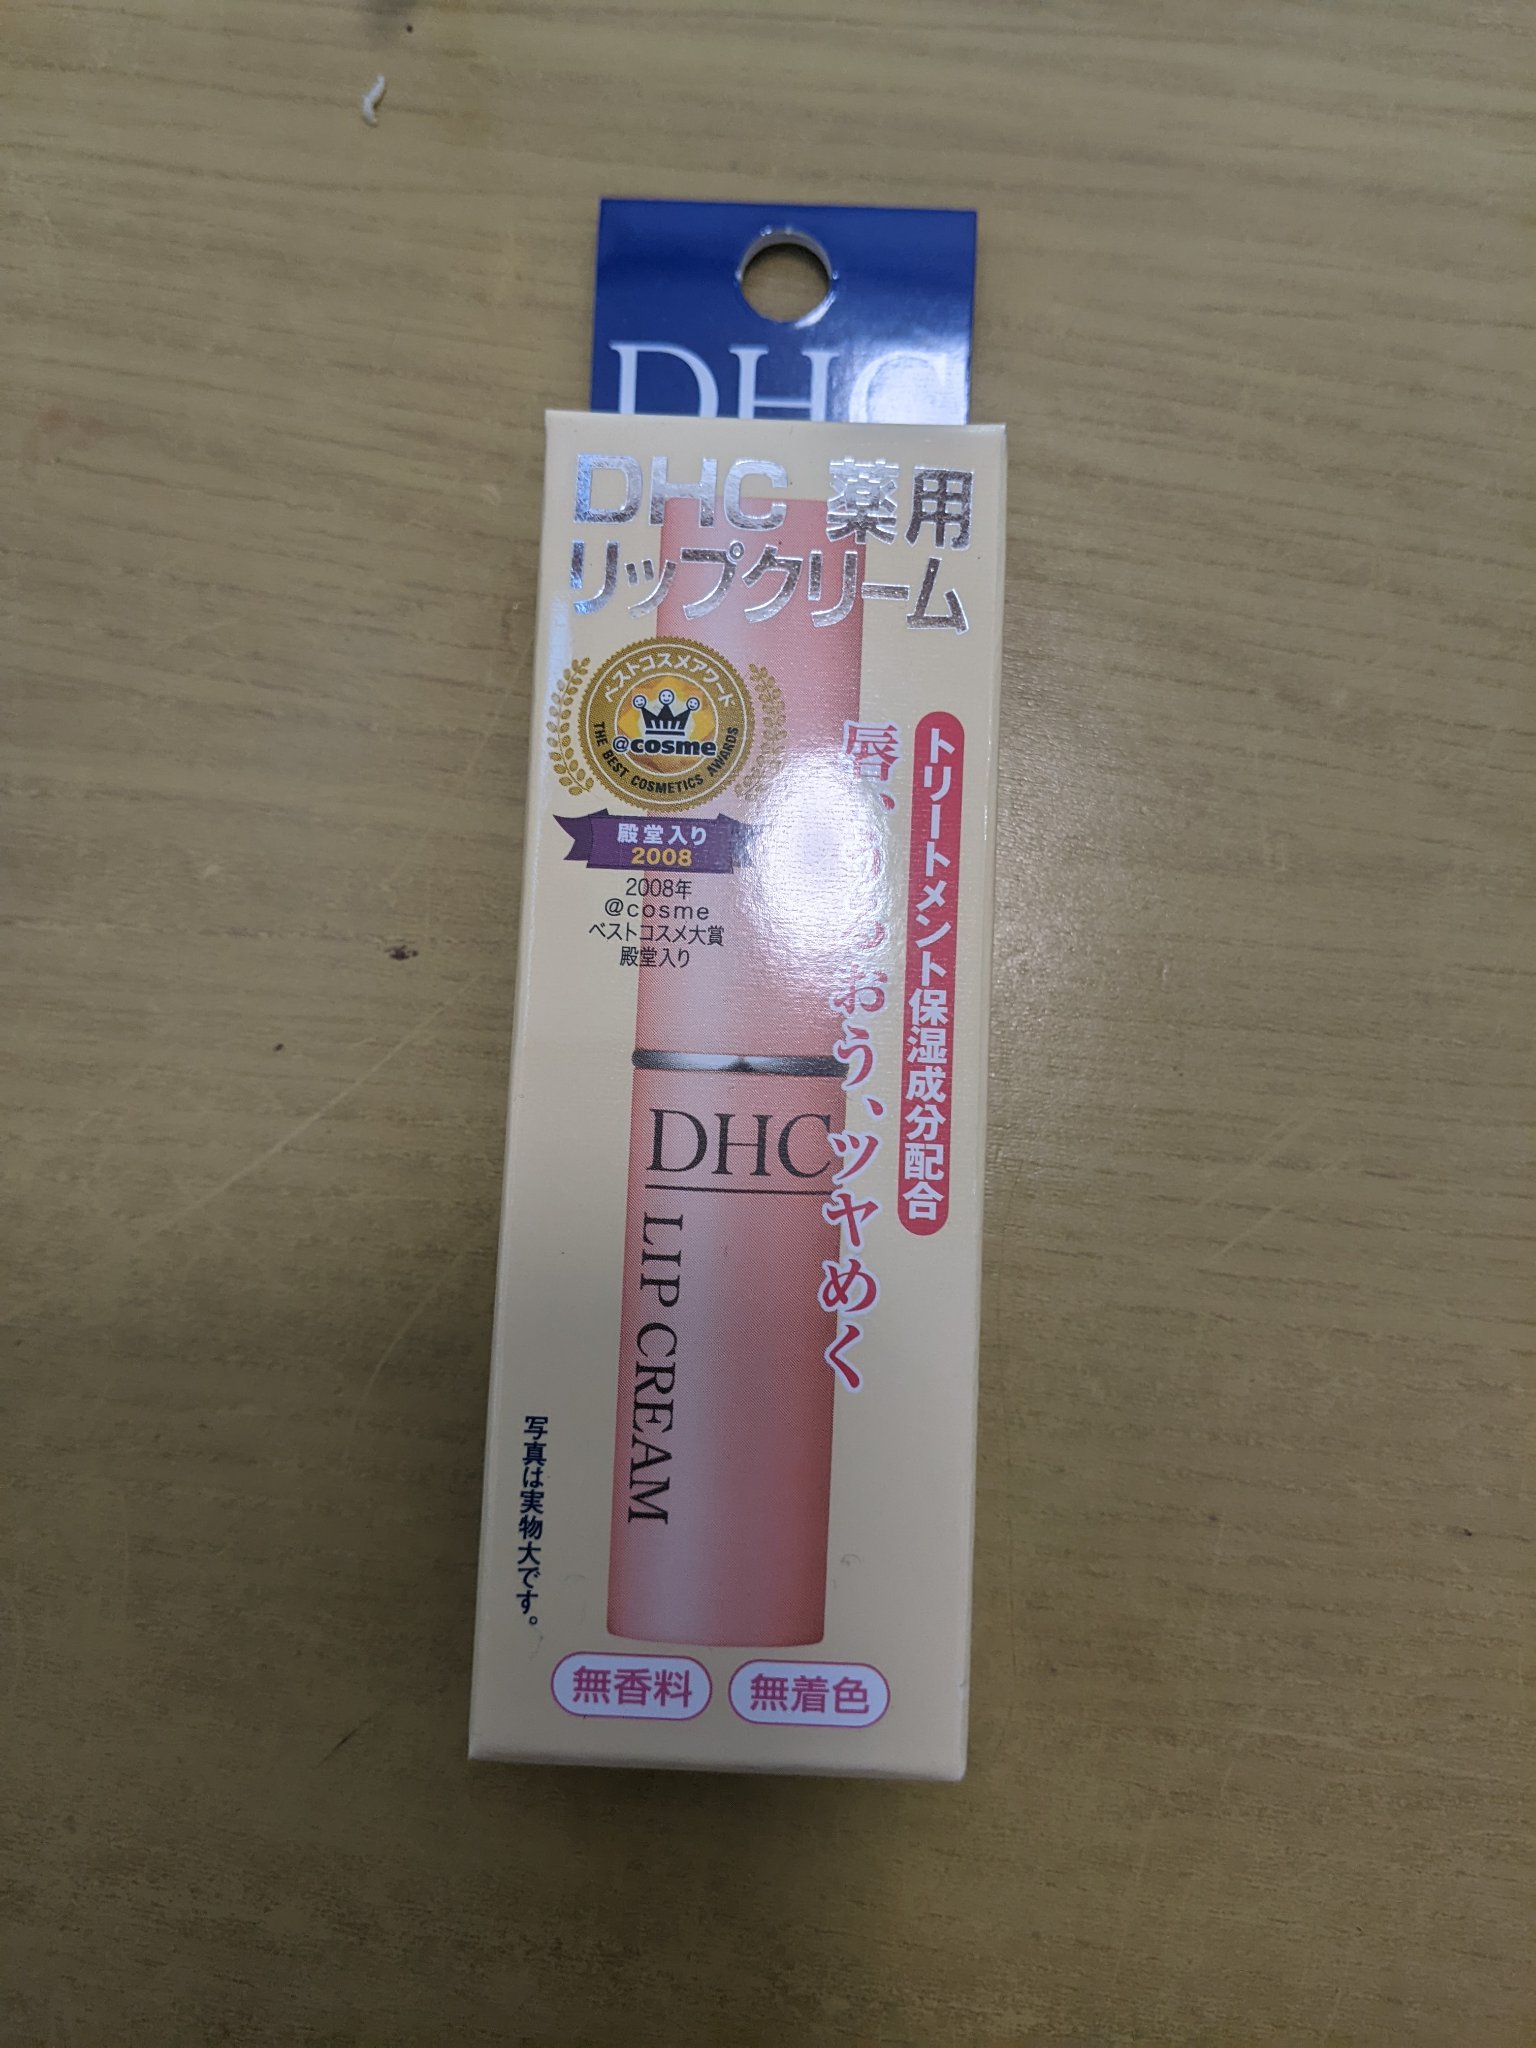 DHC
DHC 薬用
リップクリーム
ベストコスメアワード
@cosme
THE BEST COSMETICS AWARDS
殿堂入り
2008
2008年
@cosme
ベストコスメ大賞
殿堂入り
トリートメント保湿成分配合
唇、うるおう、ツヤめく
DHC
LIP CREAM
写真は実物大です。
無香料
無着色